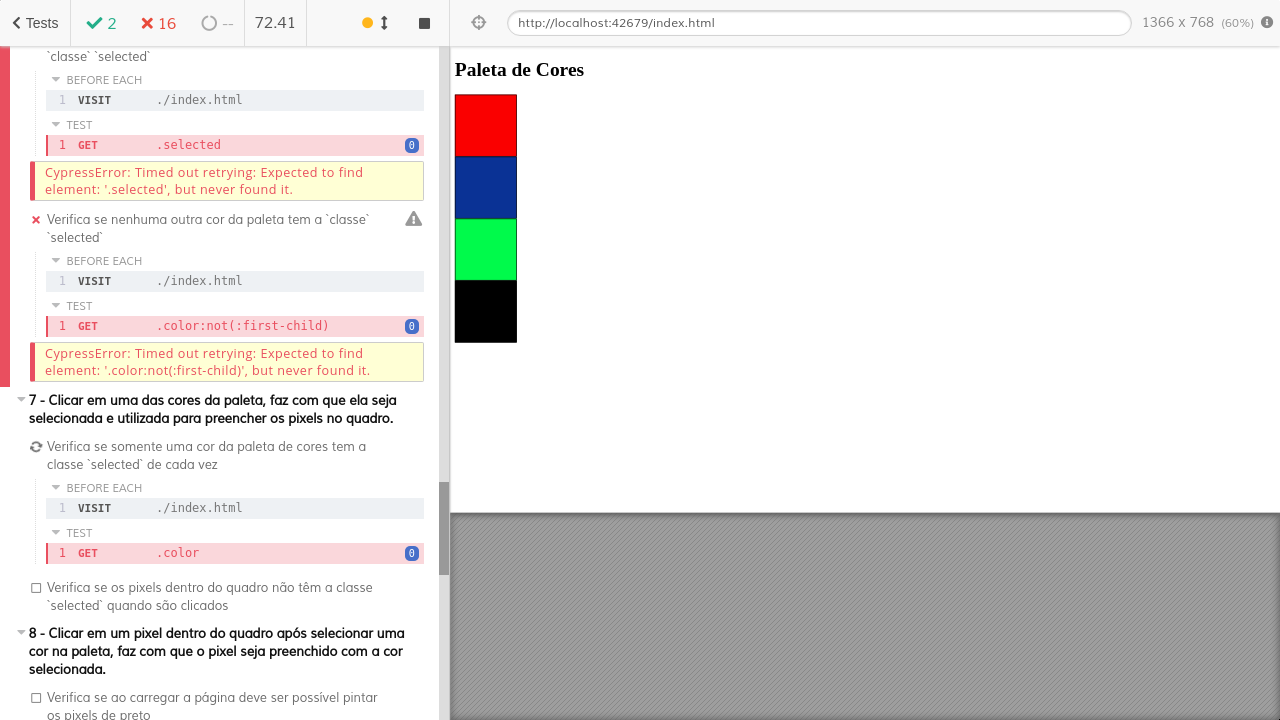 Tests 2 16 -- 72.41 http://localhost:42679/index.html 1366 x 768 (60%)
`classe` `selected`
BEFORE EACH
1 VISIT ./index.html
TEST
1 GET .selected 0
CypressError: Timed out retrying: Expected to find
element: '.selected', but never found it.
Verifica se nenhuma outra cor da paleta tem a `classe`
`selected`
BEFORE EACH
1 VISIT ./index.html
TEST
1 GET .color:not(:first-child) 0
CypressError: Timed out retrying: Expected to find
element: '.color:not(:first-child)', but never found it.
7 - Clicar em uma das cores da paleta, faz com que ela seja
selecionada e utilizada para preencher os pixels no quadro.
Verifica se somente uma cor da paleta de cores tem a
classe `selected` de cada vez
BEFORE EACH
1 VISIT ./index.html
TEST
1 GET .color 0
Verifica se os pixels dentro do quadro não têm a classe
`selected` quando são clicados
8 - Clicar em um pixel dentro do quadro após selecionar uma
cor na paleta, faz com que o pixel seja preenchido com a cor
selecionada.
Verifica se ao carregar a página deve ser possível pintar
os pixels de preto
Paleta de Cores